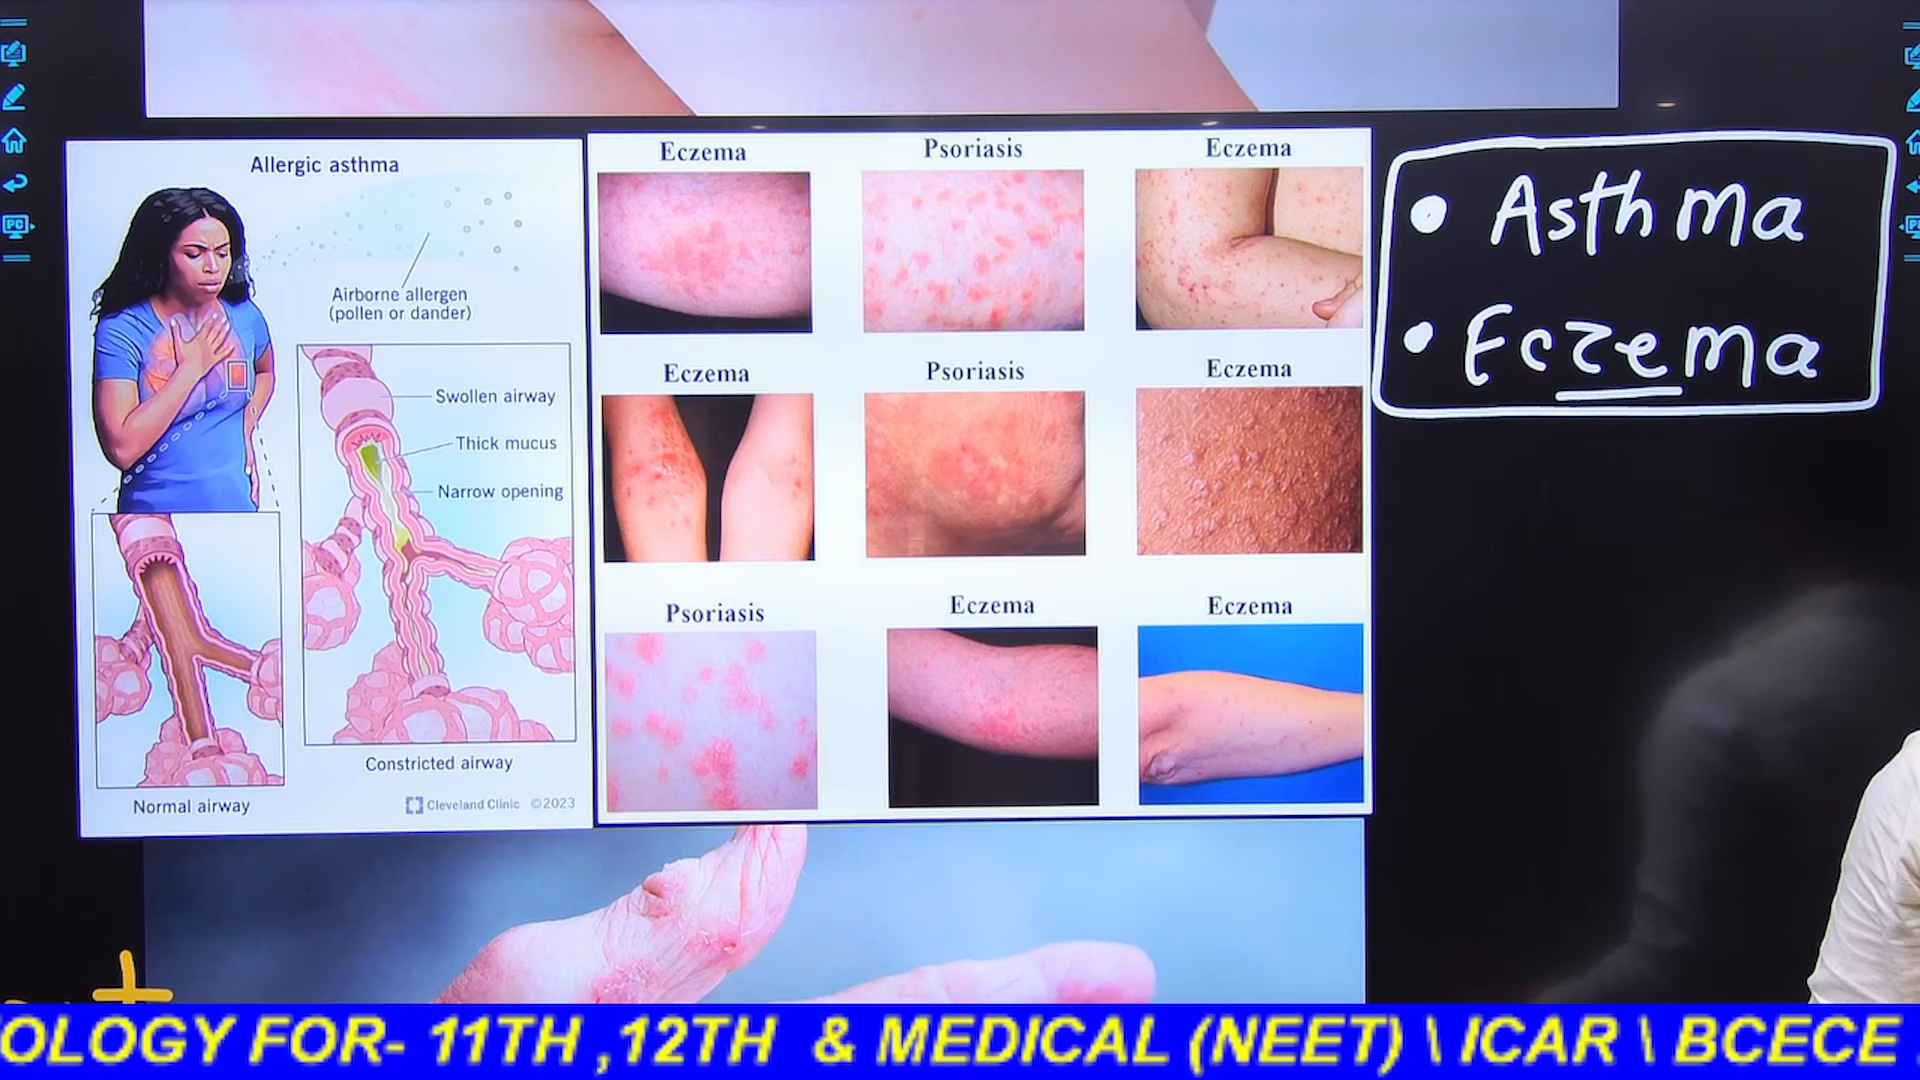 Allergic asthma
Airborne allergen
(pollen or dander)
Swollen airway
Thick mucus
Narrow opening
Constricted airway
Normal airway
Cleveland Clinic ©2023
Eczema Psoriasis Eczema
Eczema Psoriasis Eczema
Psoriasis Eczema Eczema
• Asthma
• Eczema
PC
OLOGY FOR- 11TH ,12TH & MEDICAL (NEET) \ ICAR \ BCECE